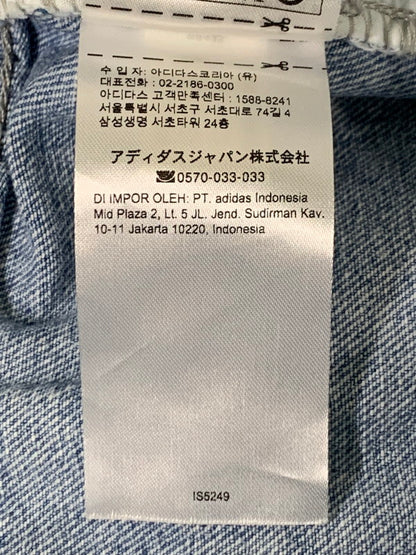 수 입 자: 아디다스코리아 (유)
대표전화 : 02-2186-0300
아디다스 고객만족센터 : 1588-8241
서울특별시 서초구 서초대로 74길 4
삼성생명 서초타워 24층
アディダスジャパン株式会社
0570-033-033
DI IMPOR OLEH: PT. adidas Indonesia
Mid Plaza 2, Lt. 5 JL. Jend. Sudirman Kav.
10-11 Jakarta 10220, Indonesia
IS5249